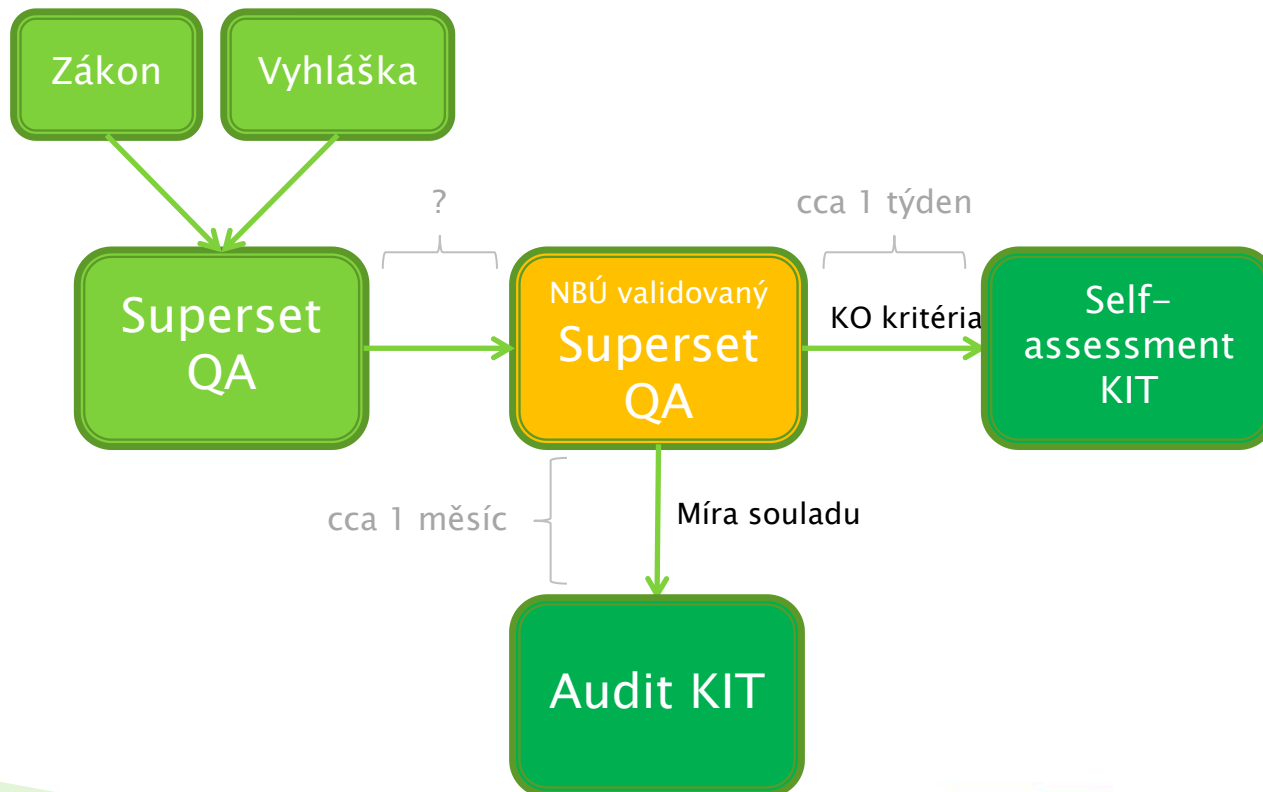 Zákon
Vyhláška
?
cca 1 týden
Superset
QA
NBÚ validovaný
Superset
QA
KO kritéria
Self-
assessment
KIT
cca 1 měsíc
Míra souladu
Audit KIT